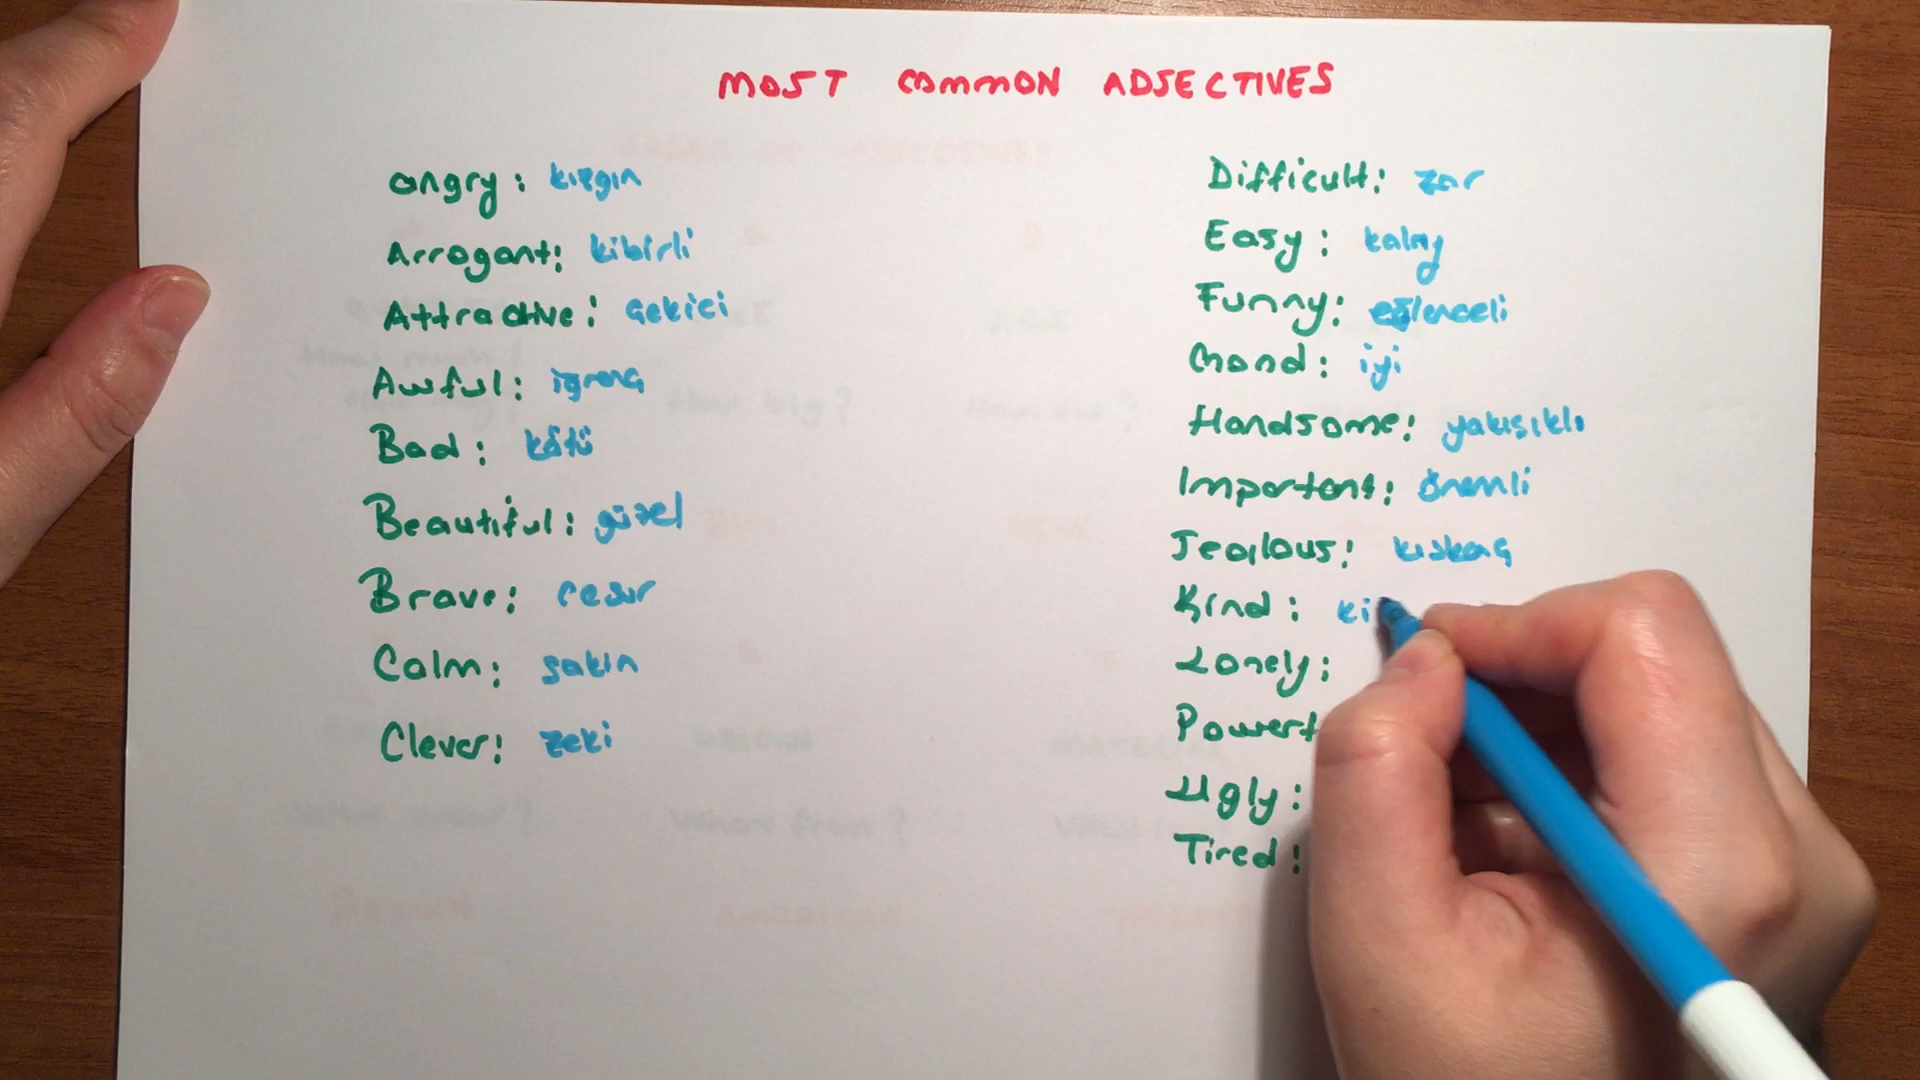 MOST COMMON ADJECTIVES
angry: kızgın
Arrogant: kibirli
Attractive: çekici
Awful: iğrenç
Bad: kötü
Beautiful: güzel
Brave: cesur
Calm: sakin
Clever: zeki
Difficult: zor
Easy: kolay
Funny: eğlenceli
Good: iyi
Handsome: yakışıklı
Important: önemli
Jealous: kıskanç
Kind: ki
Lonely:
Powerf
Ugly:
Tired: